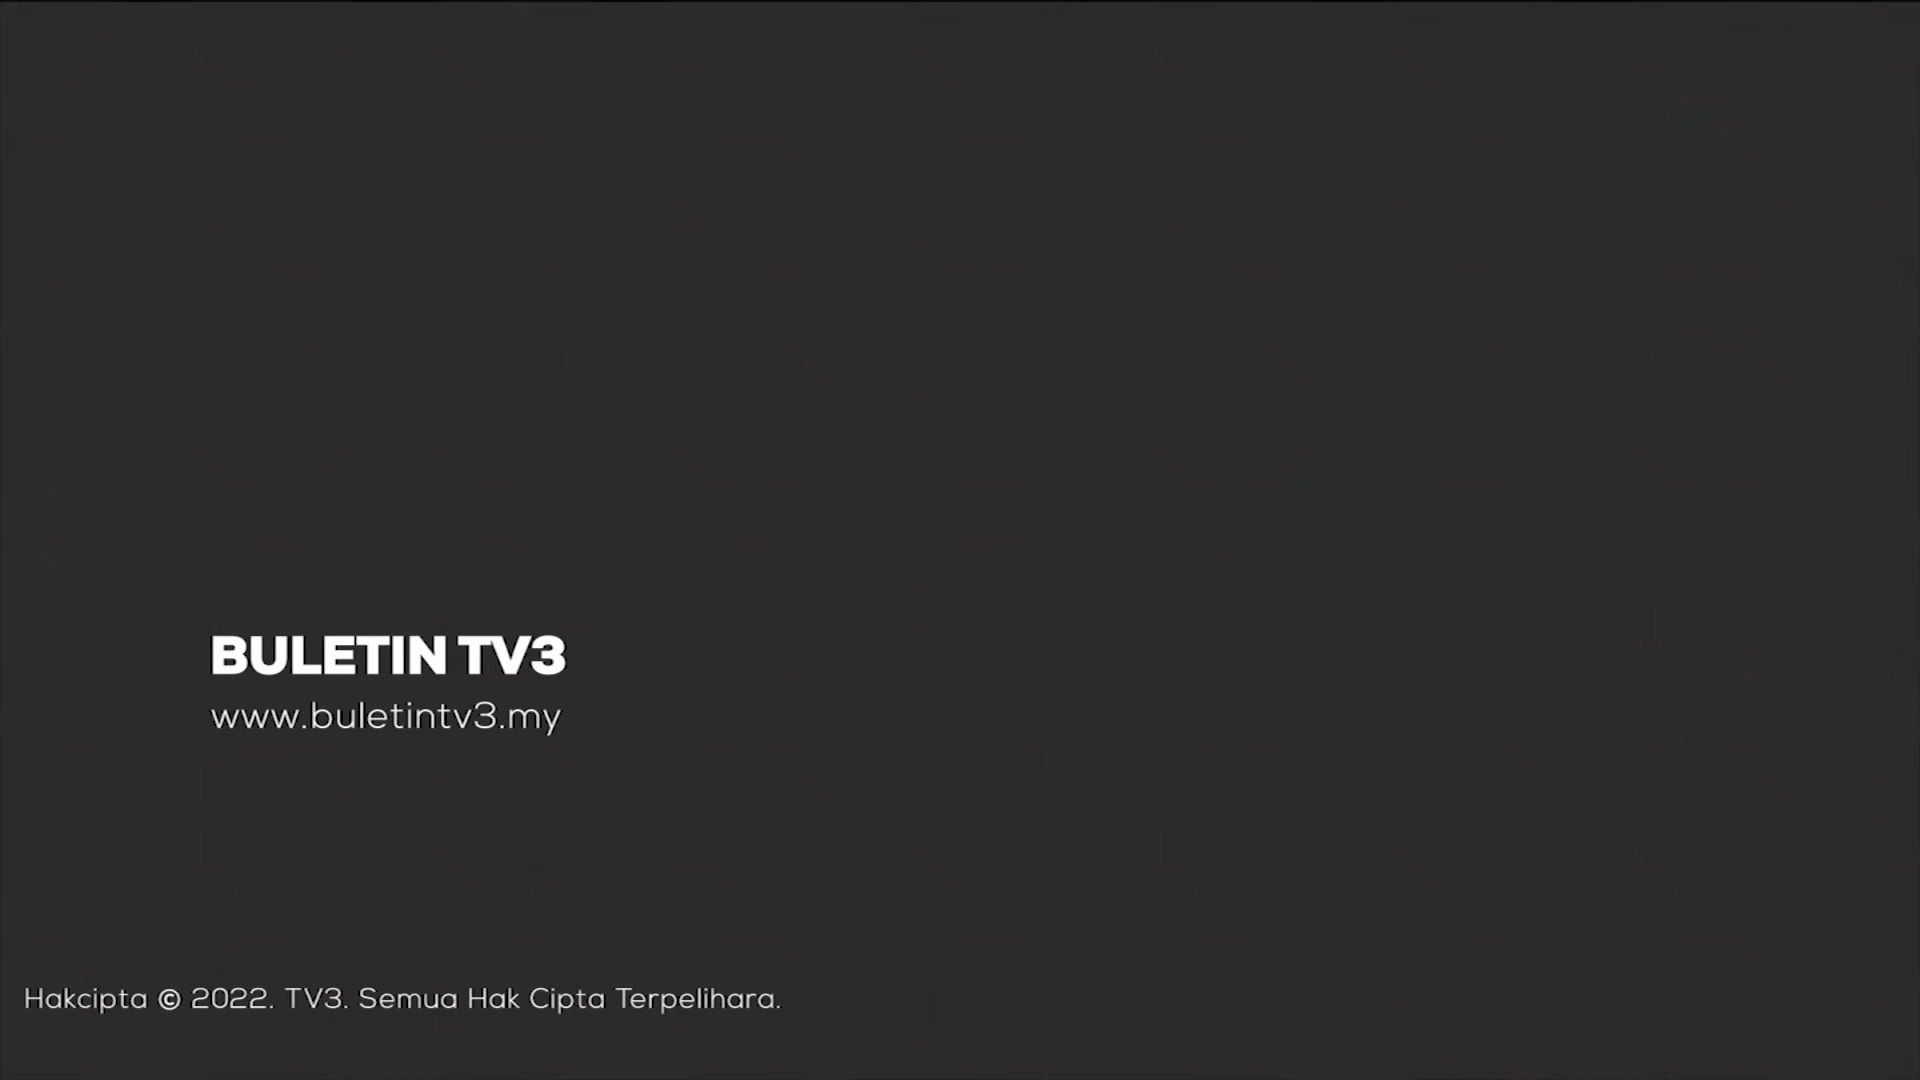 BULETIN TV3
www.buletintv3.my
Hakcipta © 2022. TV3. Semua Hak Cipta Terpelihara.